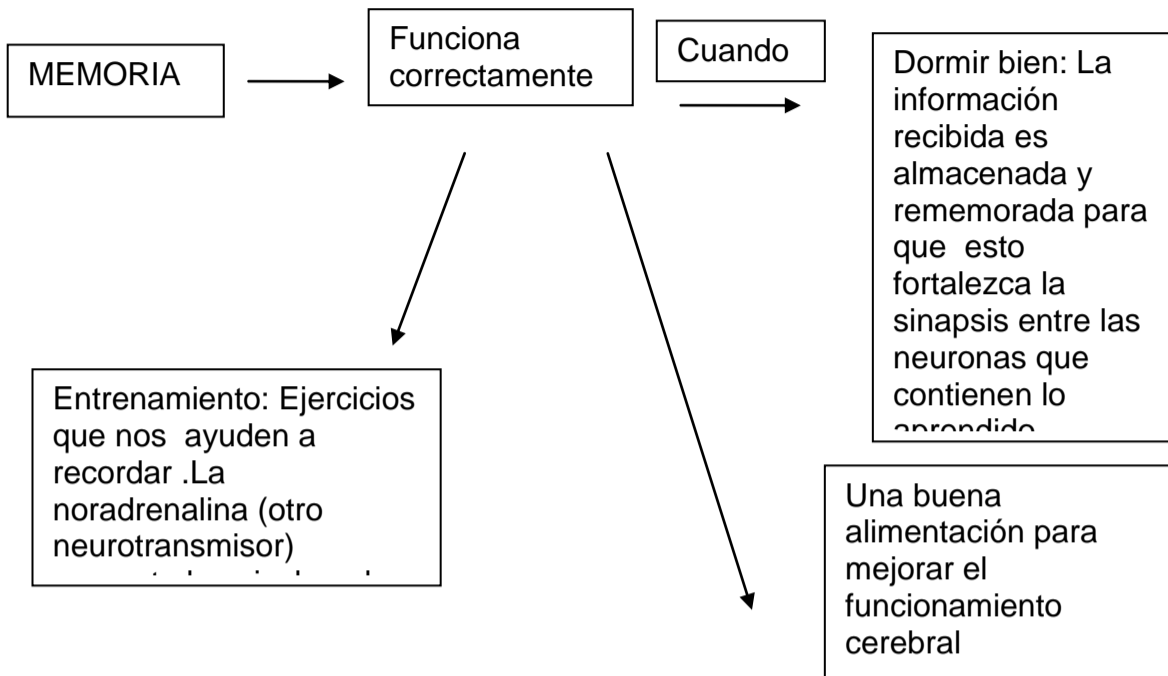 MEMORIA
Funciona
correctamente
Cuando
Dormir bien: La
información
recibida es
almacenada y
rememorada para
que  esto
fortalezca la
sinapsis entre las
neuronas que
contienen lo
aprendido
Entrenamiento: Ejercicios
que nos  ayuden a
recordar .La
noradrenalina (otro
neurotransmisor)
Una buena
alimentación para
mejorar el
funcionamiento
cerebral